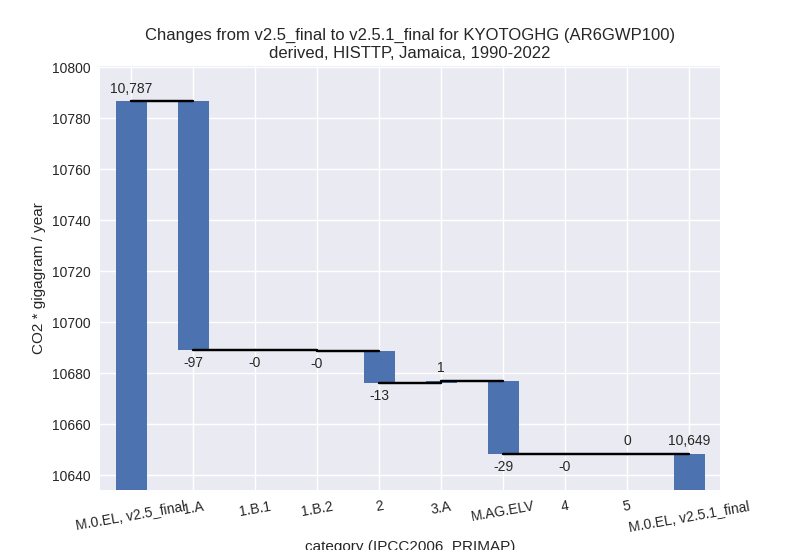 Changes from v2.5_final to v2.5.1_final for KYOTOGHG (AR6GWP100)
derived, HISTTP, Jamaica, 1990-2022
CO2 * gigagram / year
10800
10780
10760
10740
10720
10700
10680
10660
10640
10,787
-97
-0
-0
-13
1
-29
-0
0
10,649
M.0.EL, v2.5_final
1.A
1.B.1
1.B.2
2
3.A
M.AG.ELV
4
5
M.0.EL, v2.5.1_final
category (IPCC2006_PRIMAP)